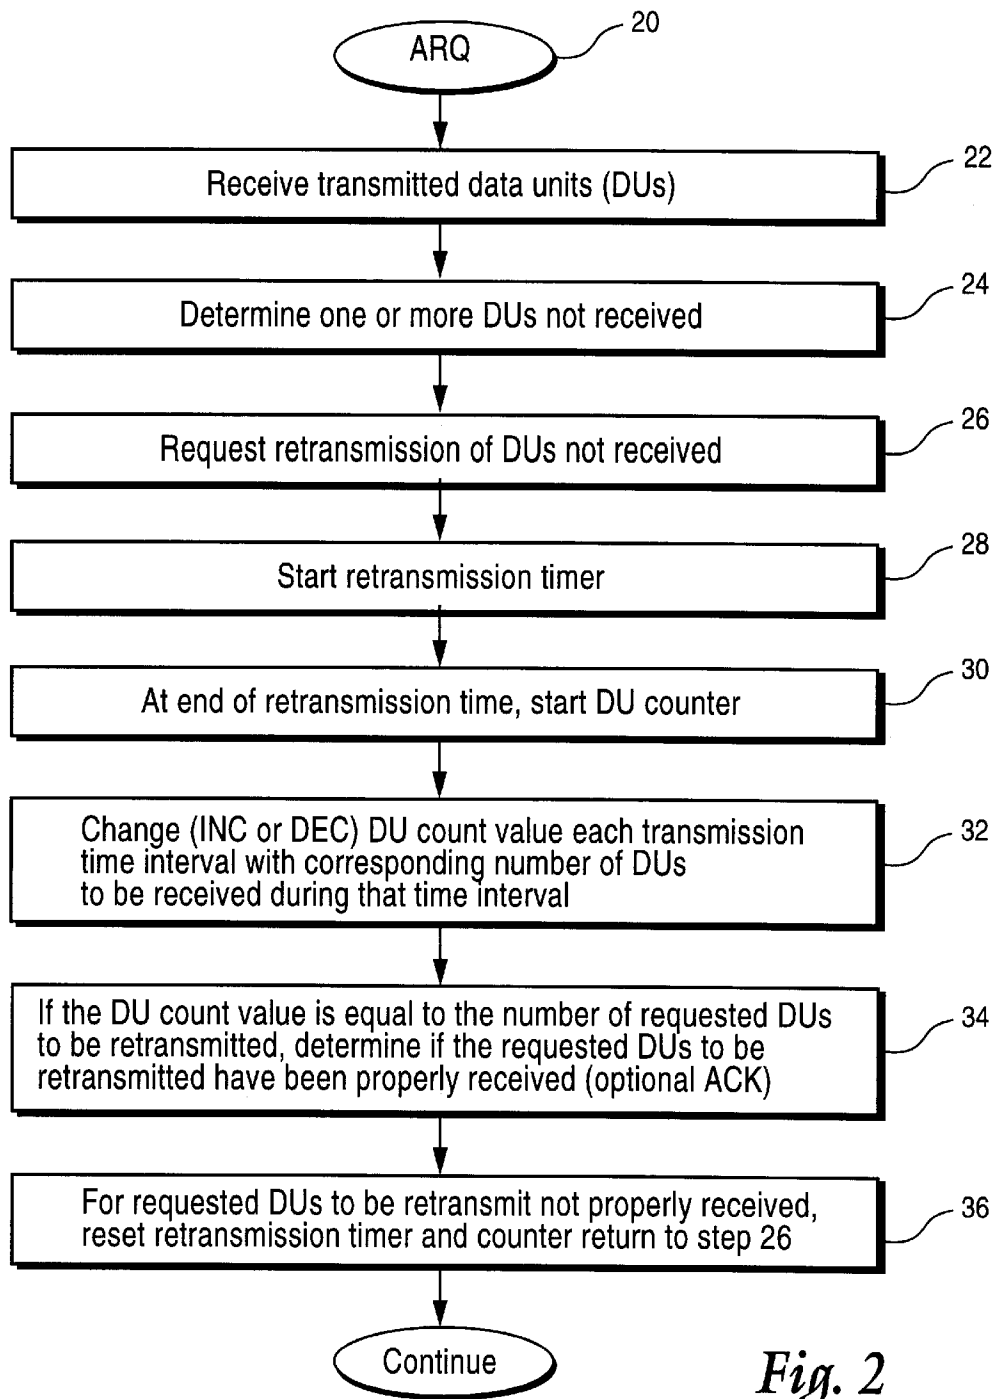 ARQ
20
Receive transmitted data units (DUs)
22
Determine one or more DUs not received
24
Request retransmission of DUs not received
26
Start retransmission timer
28
At end of retransmission time, start DU counter
30
Change (INC or DEC) DU count value each transmission
time interval with corresponding number of DUs
to be received during that time interval
32
If the DU count value is equal to the number of requested DUs
to be retransmitted, determine if the requested DUs to be
retransmitted have been properly received (optional ACK)
34
For requested DUs to be retransmit not properly received,
reset retransmission timer and counter return to step 26
36
Continue
Fig. 2